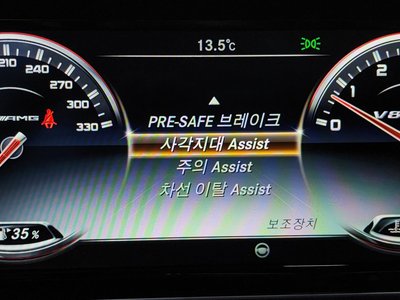 13.5°c
210
240
270
300
330
AMG
PRE-SAFE 브레이크
사각지대 Assist
주의 Assist
차선 이탈 Assist
보조장치
35%
0
1
2
V8